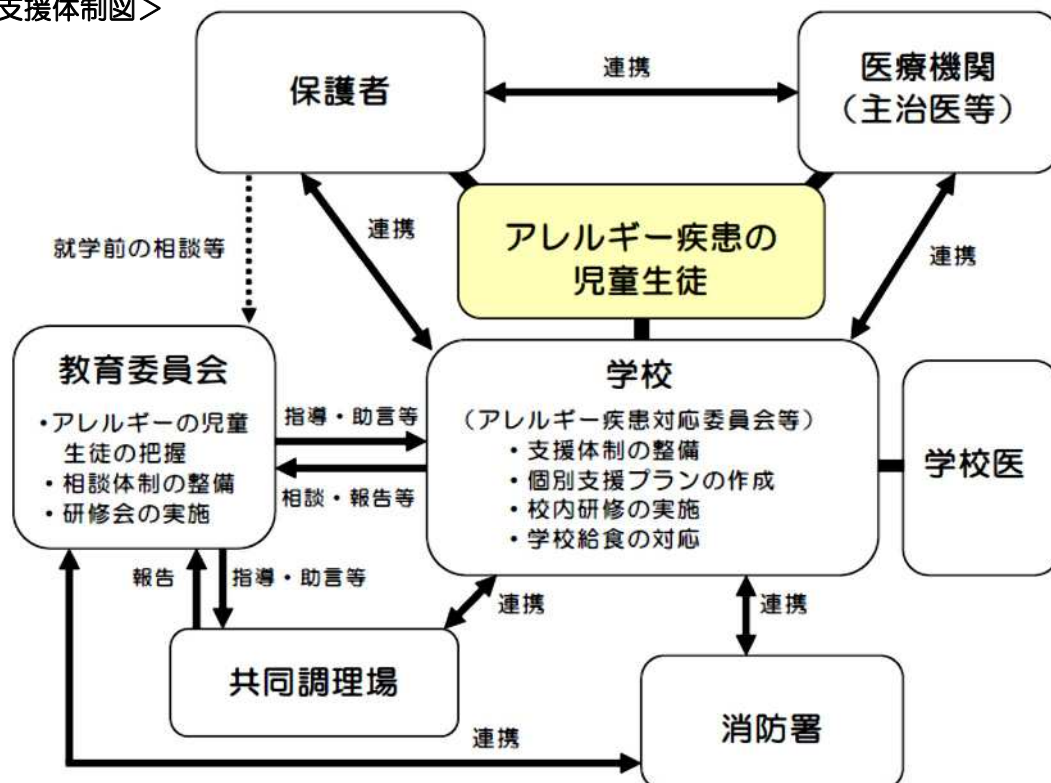 支援体制図＞
保護者
連携
医療機関
（主治医等）
就学前の相談等
連携
アレルギー疾患の
児童生徒
連携
教育委員会
・アレルギーの児童
生徒の把握
・相談体制の整備
・研修会の実施
指導・助言等
相談・報告等
学校
（アレルギー疾患対応委員会等）
・支援体制の整備
・個別支援プランの作成
・校内研修の実施
・学校給食の対応
学校医
報告
指導・助言等
連携
連携
共同調理場
消防署
連携